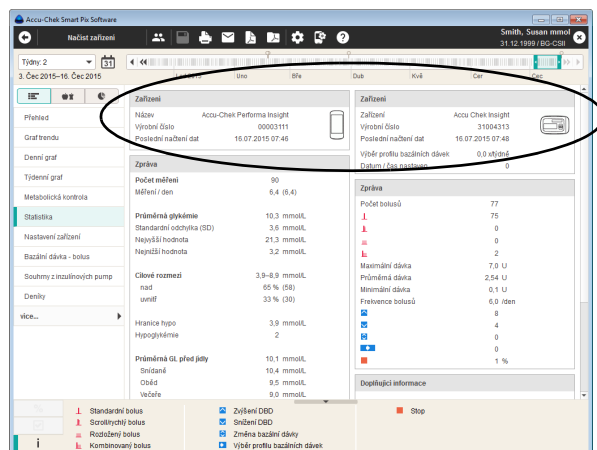 Accu-Chek Smart Pix Software
Načíst zařízení
Smith, Susan mmol
31.12.1999 / BG-CSII
Týdny: 2
31
3. Čec 2015–16. Čec 2015
Uno
Bře
Dub
Kvě
Čer
Čec
Přehled
Graf trendu
Denní graf
Týdenní graf
Metabolická kontrola
Statistika
Nastavení zařízení
Bazální dávka - bolus
Souhrny z inzulínových pump
Deníky
více...
Zařízení
Název Accu-Chek Performa Insight
Výrobní číslo 00003111
Poslední načtení dat 16.07.2015 07:46
Zpráva
Počet měření 90
Měření / den 6,4 (6,4)
Průměrná glykémie 10,3 mmol/L
Standardní odchylka (SD) 3,6 mmol/L
Nejvyšší hodnota 21,3 mmol/L
Nejnižší hodnota 3,2 mmol/L
Cílové rozmezí 3,9–8,9 mmol/L
nad 65 % (58)
uvnitř 33 % (30)
Hranice hypo 3,9 mmol/L
Hypoglykémie 2
Průměrná GL před jídly 10,1 mmol/L
Snídaně 10,4 mmol/L
Oběd 9,5 mmol/L
Večeře 9,0 mmol/L
Zařízení
Zařízení Accu Chek Insight
Výrobní číslo 31004313
Poslední načtení dat 16.07.2015 07:48
Výběr profilu bazálních dávek 0,0 x/týdně
Datum / čas nastaven 0
Zpráva
Počet bolusů 77
75
0
0
2
Maximální dávka 7,0 U
Průměrná dávka 2,54 U
Minimální dávka 0,1 U
Frekvence bolusů 6,0 /den
8
4
0
0
1 %
Doplňující informace
Standardní bolus
Scroll/rychlý bolus
Rozložený bolus
Kombinovaný bolus
Zvýšení DBD
Snížení DBD
Změna bazální dávky
Výběr profilu bazálních dávek
Stop